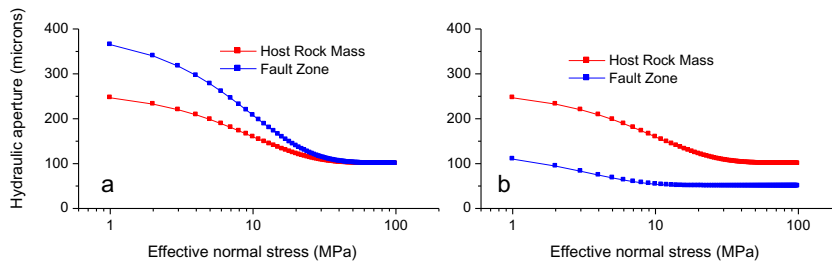 Hydraulic aperture (microns)
400
300
200
100
0
Host Rock Mass
Fault Zone
a
1
10
100
Effective normal stress (MPa)
400
300
200
100
0
Host Rock Mass
Fault Zone
b
1
10
100
Effective normal stress (MPa)